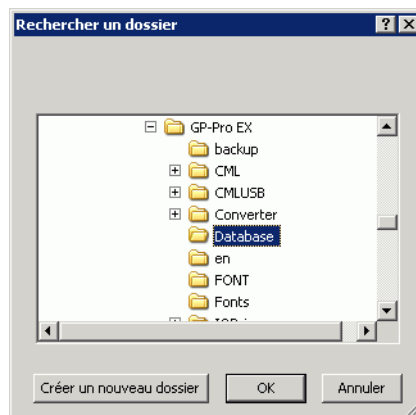 Rechercher un dossier
GP-Pro EX
backup
CML
CMLUSB
Converter
Database
en
FONT
Fonts
Créer un nouveau dossier
OK
Annuler